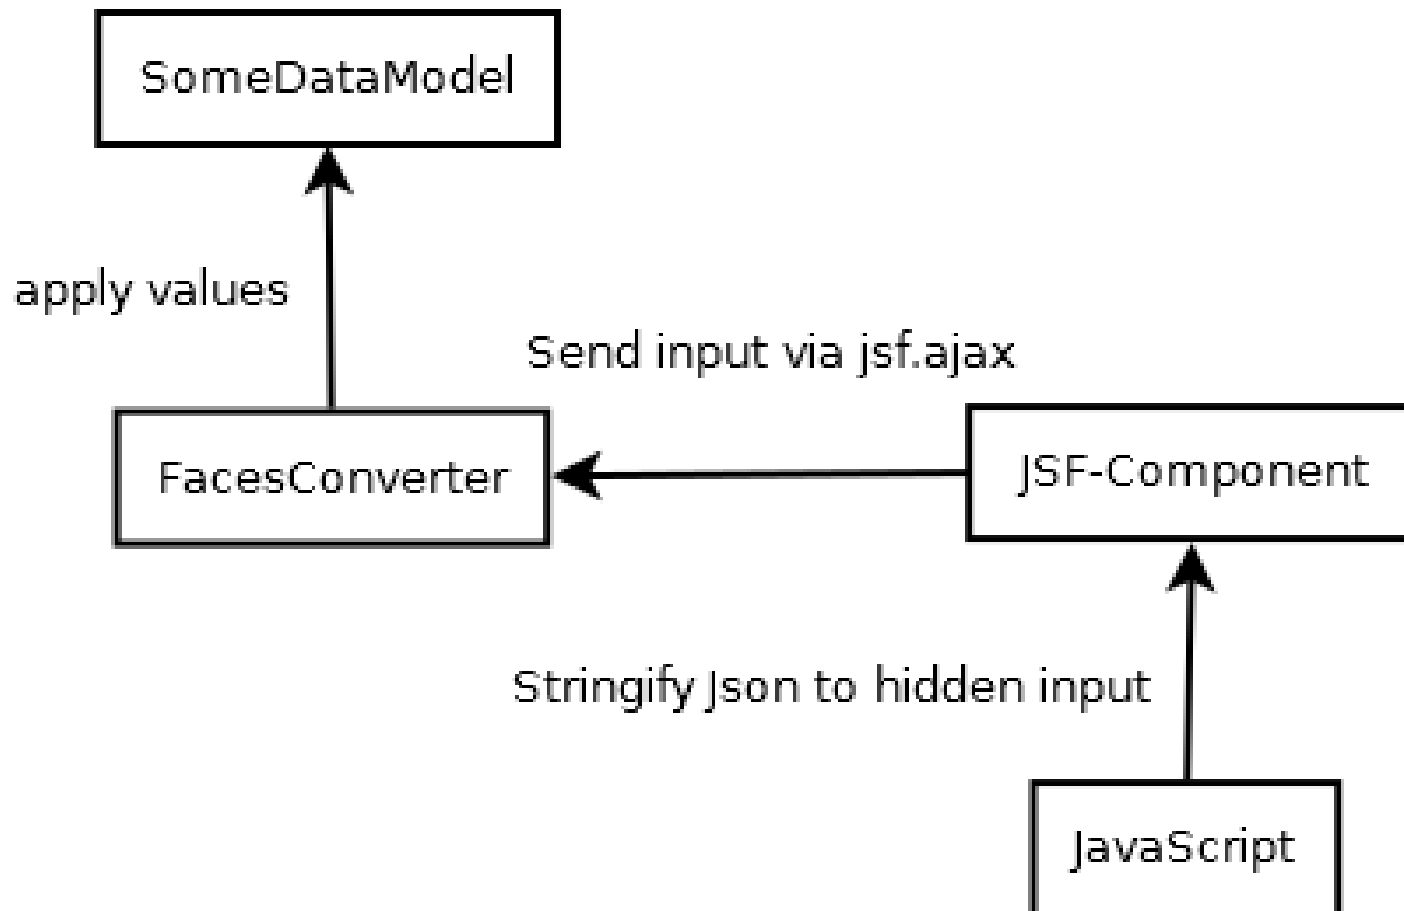 SomeDataModel
apply values
Send input via jsf.ajax
FacesConverter
JSF-Component
Stringify Json to hidden input
JavaScript